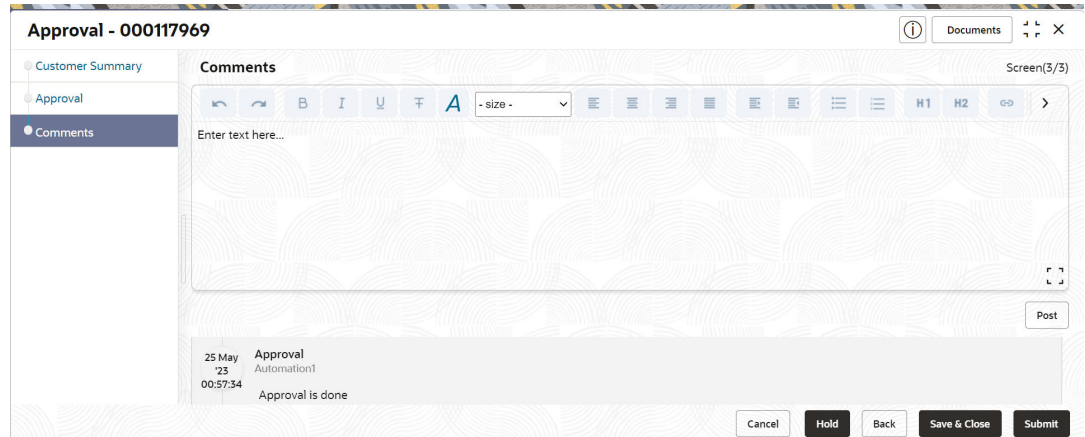 Approval - 000117969
Documents
Customer Summary
Approval
Comments
Comments
Screen(3/3)
B I U T A - size - H1 H2
Enter text here...
Post
25 May
'23
00:57:34
Approval
Automation1
Approval is done
Cancel Hold Back Save & Close Submit